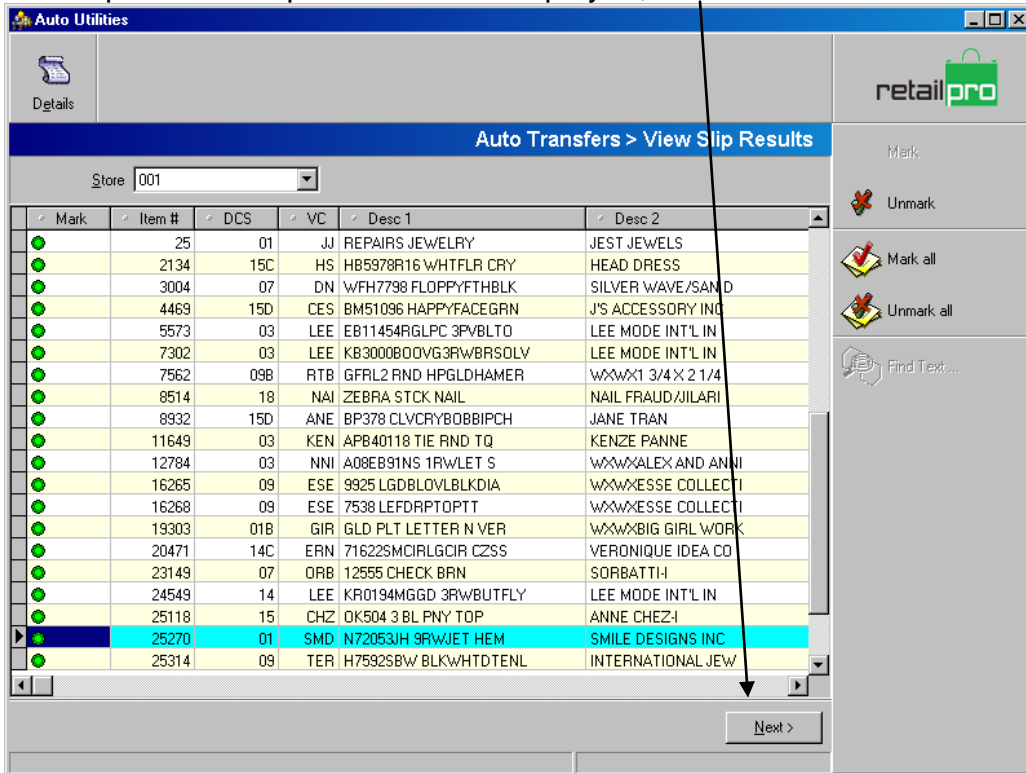 Auto Utilities
Details
retailpro
Auto Transfers > View Slip Results
Store 001
Mark
Unmark
Mark all
Unmark all
Find Text ...
Mark Item # DCS VC Desc 1 Desc 2
25 01 JJ REPAIRS JEWELRY JEST JEWELS
2134 15C HS HB5978R16 WHTFLR CRY HEAD DRESS
3004 07 DN WFH7798 FLOPPYFTHBLK SILVER WAVE/SAN D
4469 15D CES BM51096 HAPPYFACEGRN J'S ACCESSORY INC
5573 03 LEE EB11454RGLPC 3PVBLTO LEE MODE INT'L IN
7302 03 LEE KB3000BOOVG3RWBRSOLV LEE MODE INT'L IN
7562 09B RTB GFRL2 RND HPGLDHAMER WXWX1 3/4 X 2 1/4
8514 18 NAI ZEBRA STCK NAIL NAIL FRAUD/JILARI
8932 15D ANE BP378 CLVCRYBOBBIPCH JANE TRAN
11649 03 KEN APB40118 TIE RND TQ KENZE PANNE
12784 03 NNI A08EB91NS 1RWLET S WXWXALEX AND ANNI
16265 09 ESE 9925 LGDBLOVLBLKDIA WXWXESSE COLLECTI
16268 09 ESE 7538 LEFDRPTOPTT WXWXESSE COLLECTI
19303 01B GIR GLD PLT LETTER N VER WXWXBIG GIRL WORK
20471 14C ERN 71622SMCIRLGCIR CZSS VERONIQUE IDEA CO
23149 07 ORB 12555 CHECK BRN SORBATTI-I
24549 14 LEE KR0194MGGD 3RWBUTFLY LEE MODE INT'L IN
25118 15 CHZ OK504 3 BL PNY TOP ANNE CHEZ-I
25270 01 SMD N72053JH 9RWJET HEM SMILE DESIGNS INC
25314 09 TER H7592SBW BLKWHTDTENL INTERNATIONAL JEW
Next >